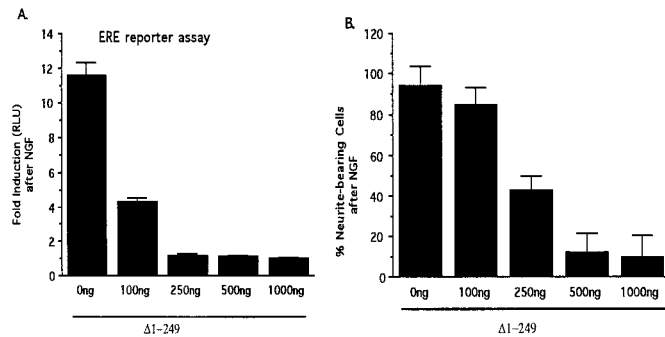 A.
ERE reporter assay
Fold Induction (RLU)
after NGF
14
12
10
8
6
4
2
0
0ng 100ng 250ng 500ng 1000ng
Δ1-249
B.
% Neurite-bearing Cells
after NGF
120
100
80
60
40
20
0
0ng 100ng 250ng 500ng 1000ng
Δ1-249